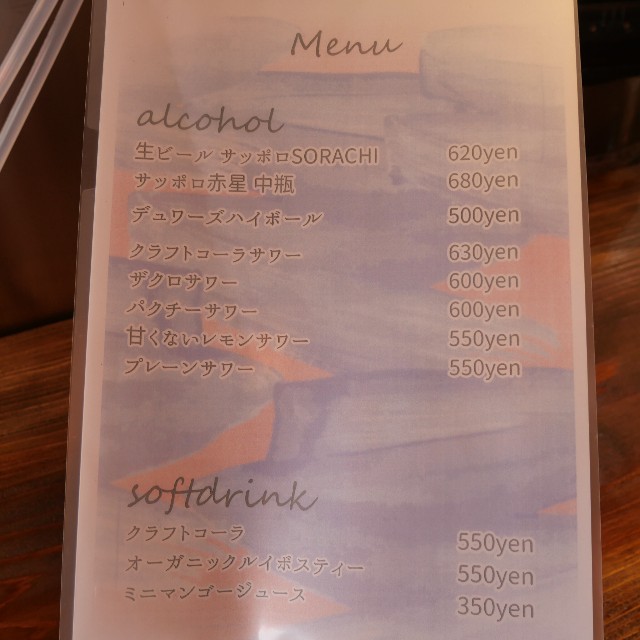 Menu
alcohol
生ビール サッポロSORACHI 620yen
サッポロ赤星 中瓶 680yen
デュワーズハイボール 500yen
クラフトコーラサワー 630yen
ザクロサワー 600yen
パクチーサワー 600yen
甘くないレモンサワー 550yen
プレーンサワー 550yen
softdrink
クラフトコーラ 550yen
オーガニックルイボスティー 550yen
ミニマンゴージュース 350yen